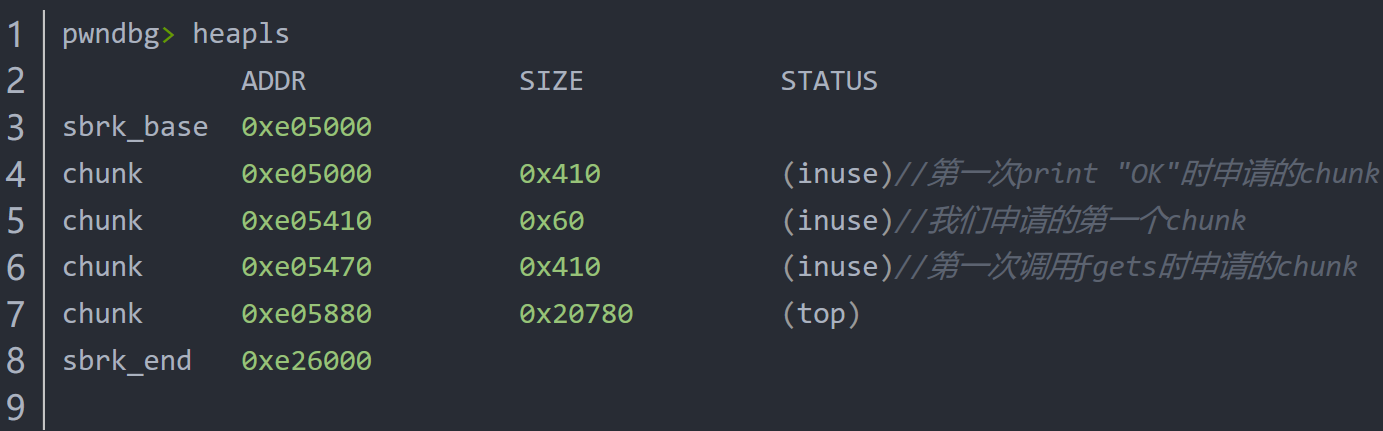 1 pwndbg> heapls
2 ADDR SIZE STATUS
3 sbrk_base 0xe05000
4 chunk 0xe05000 0x410 (inuse)//第一次print "OK"时申请的chunk
5 chunk 0xe05410 0x60 (inuse)//我们申请的第一个chunk
6 chunk 0xe05470 0x410 (inuse)//第一次调用fgets时申请的chunk
7 chunk 0xe05880 0x20780 (top)
8 sbrk_end 0xe26000
9